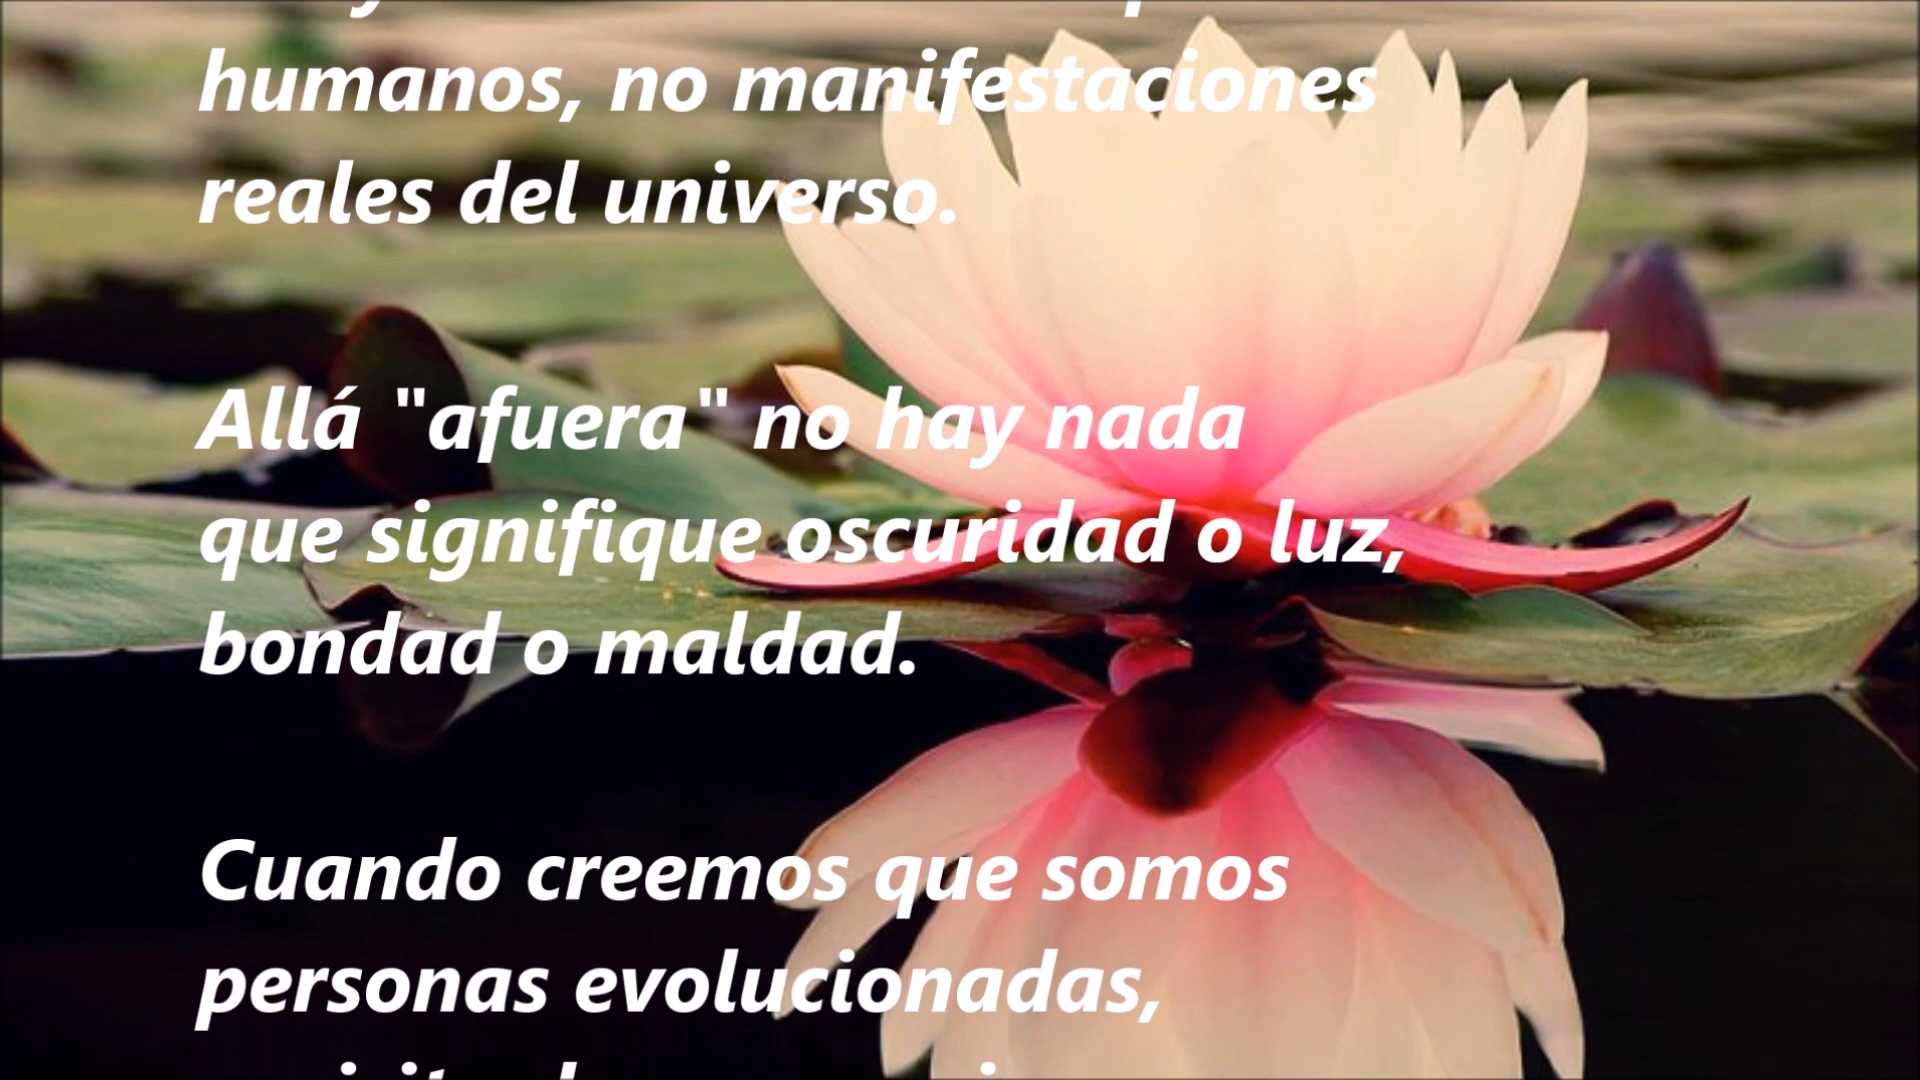 humanos, no manifestaciones
reales del universo.
Allá "afuera" no hay nada
que signifique oscuridad o luz,
bondad o maldad.
Cuando creemos que somos
personas evolucionadas,